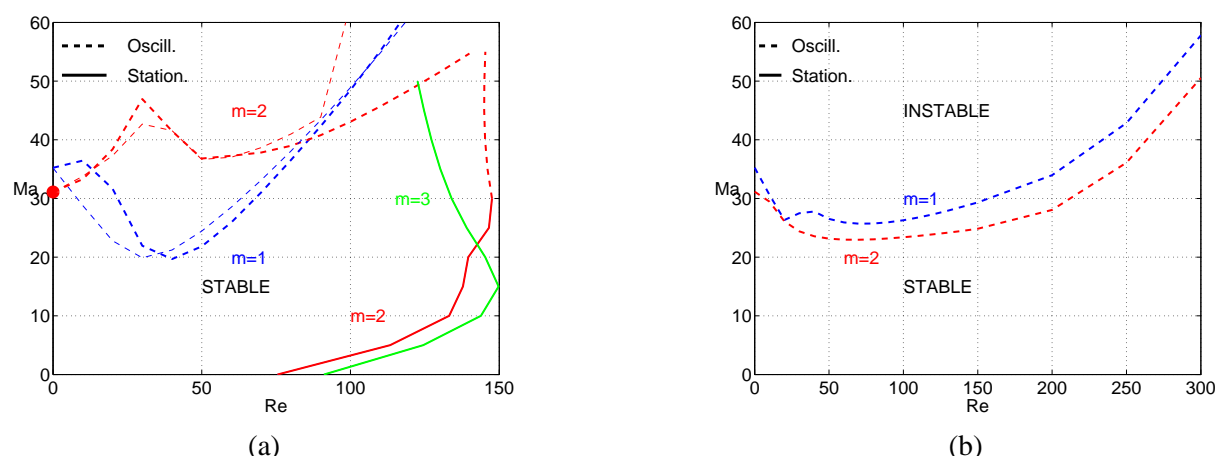 60
50
40
Ma
30
20
10
0
0 50 100 150
Re
Oscill.
Station.
m=2
m=3
m=1
STABLE
m=2
(a)
60
50
40
Ma
30
20
10
0
0 50 100 150 200 250 300
Re
Oscill.
Station.
INSTABLE
m=1
m=2
STABLE
(b)